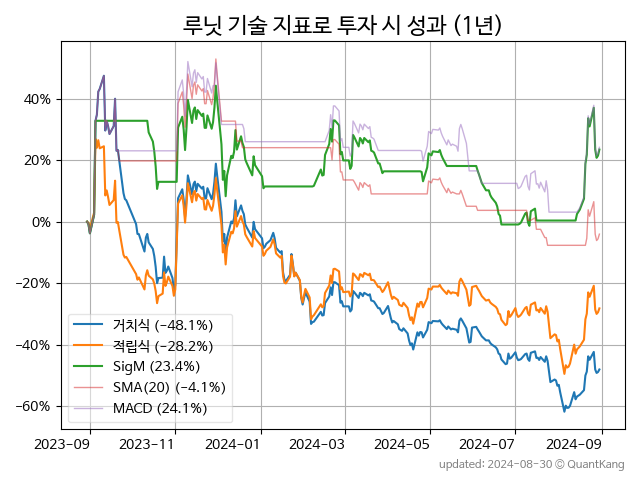 루닛 기술 지표로 투자 시 성과 (1년)
40%
20%
0%
−20%
−40%
−60%
거치식 (−48.1%)
적립식 (−28.2%)
SigM (23.4%)
SMA(20) (−4.1%)
MACD (24.1%)
2023-09 2023-11 2024-01 2024-03 2024-05 2024-07 2024-09
updated: 2024-08-30 © QuantKang